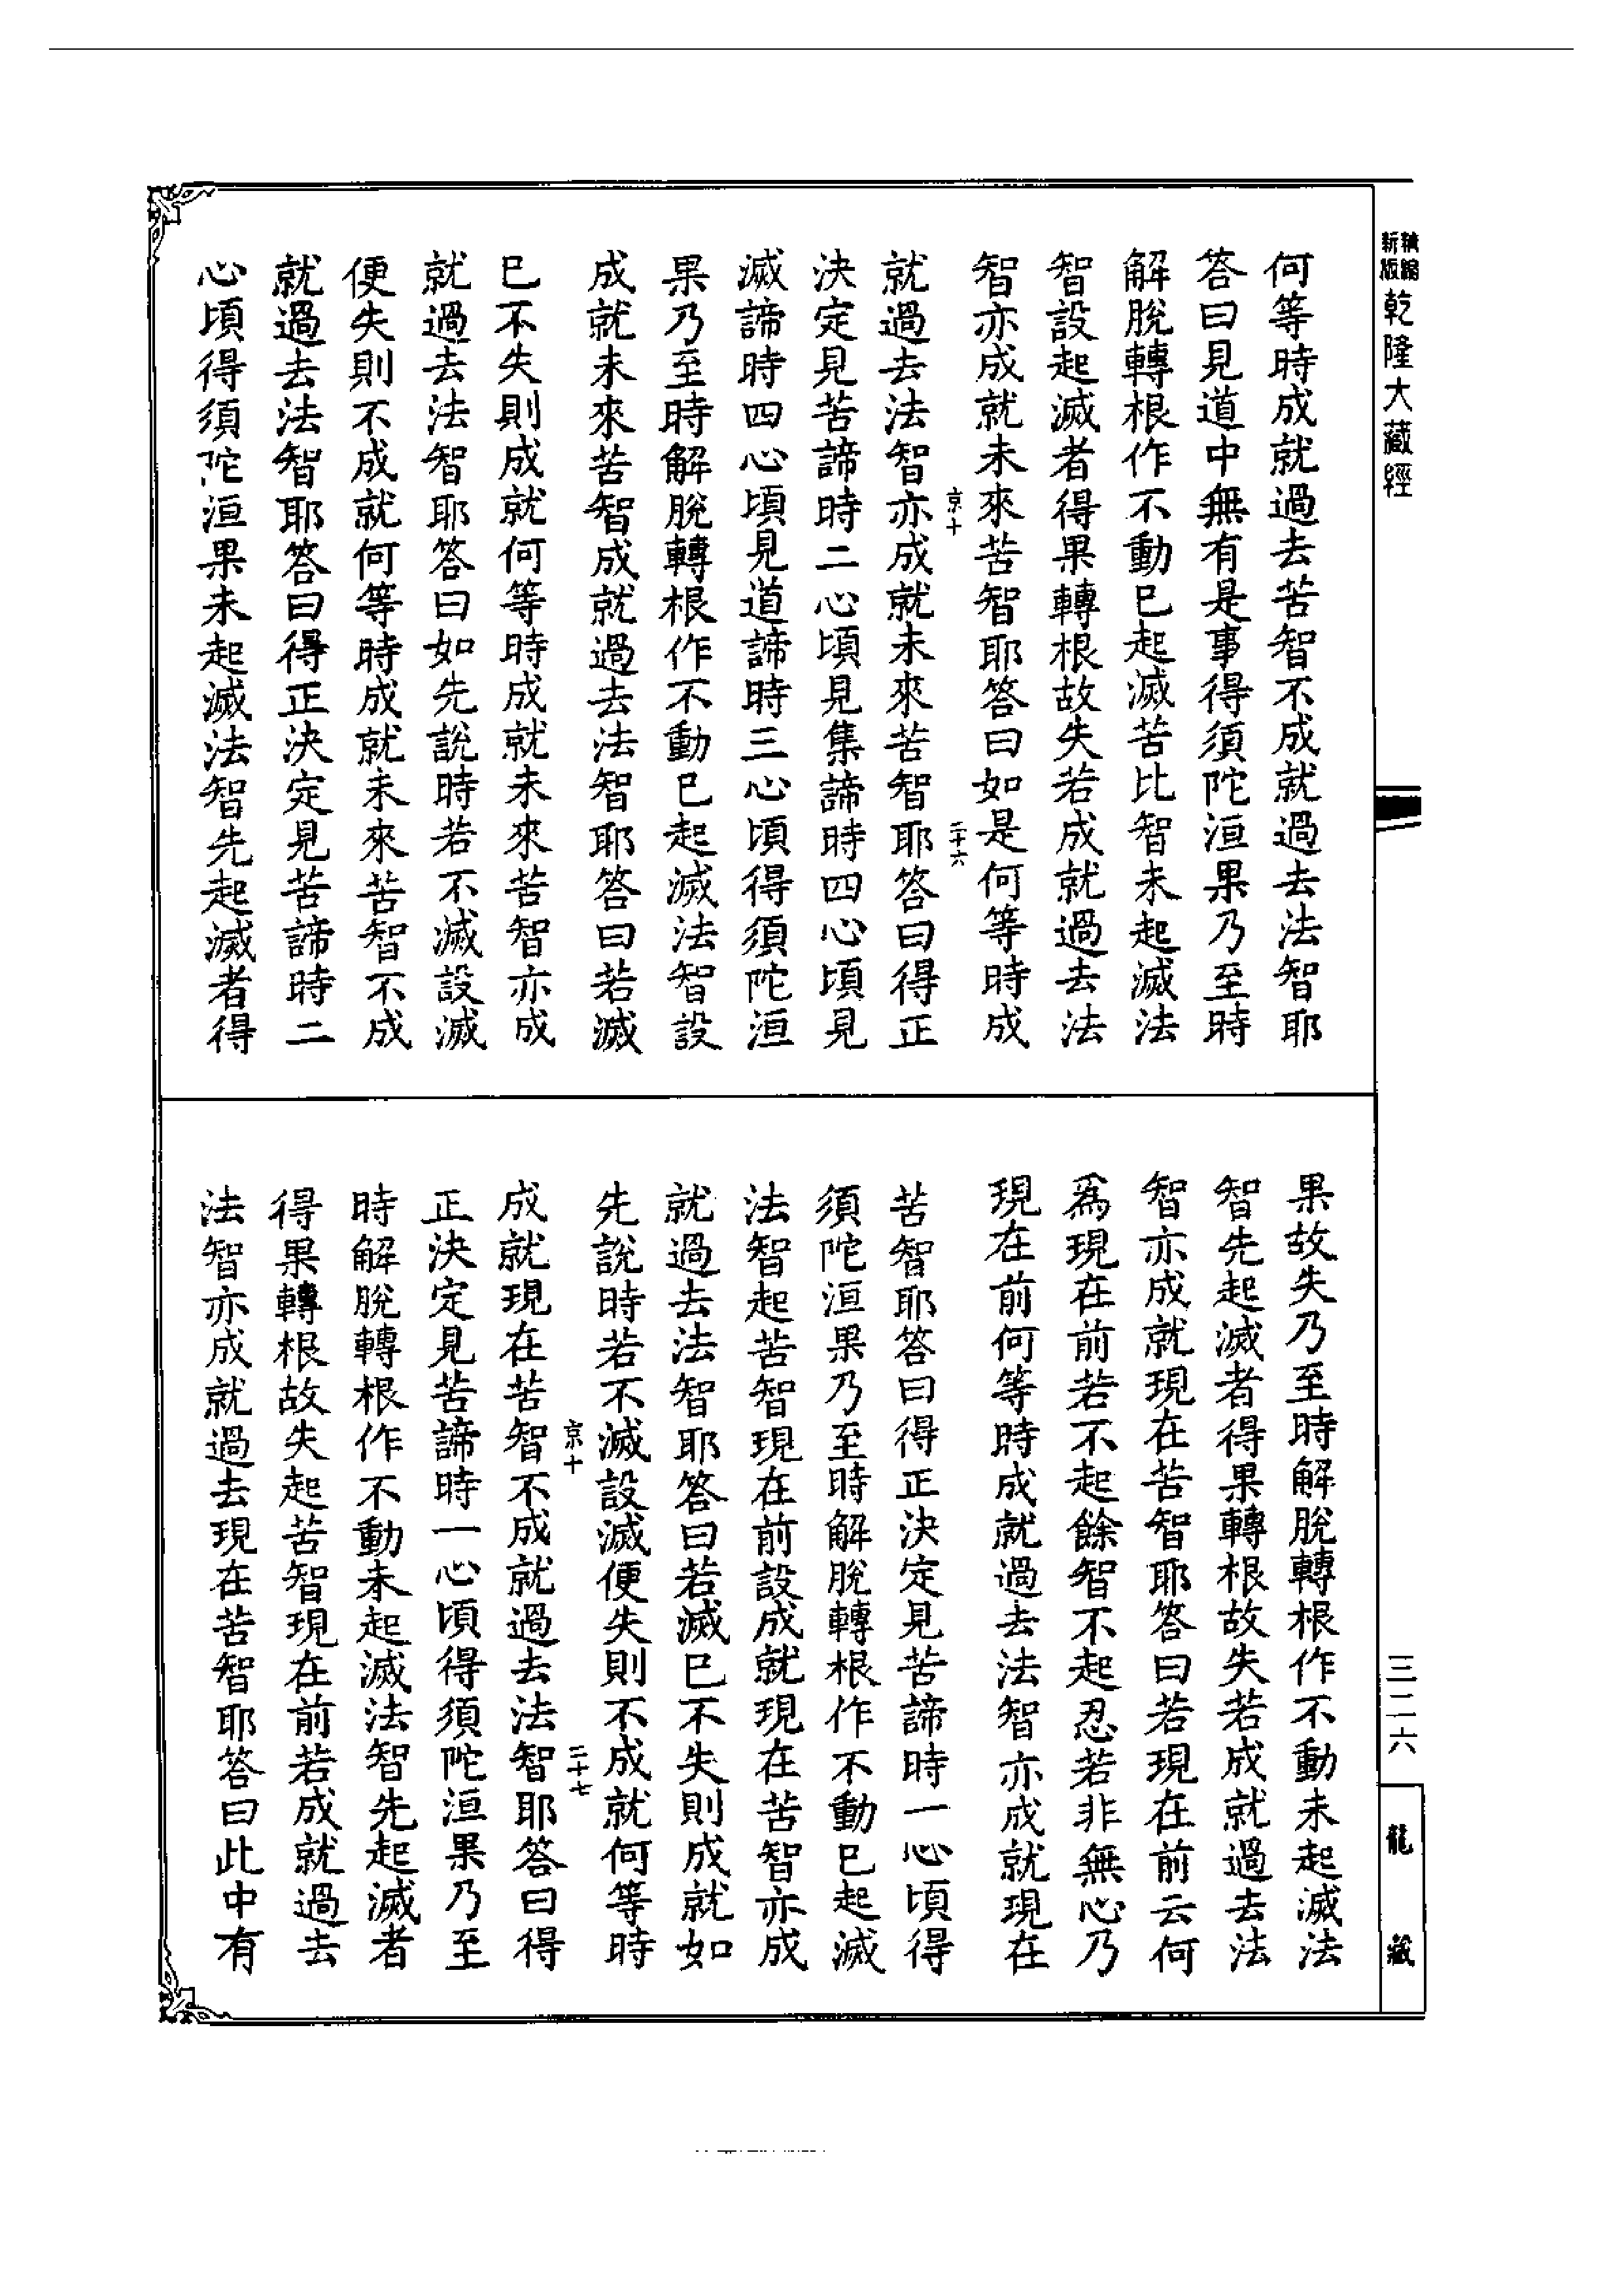 新版 縮
乾隆大藏經
何等時成就過去苦智不成就過去法智耶
答曰見道中無有是事得須陀洹果乃至時
解脫轉根作不動已起滅苦比智未起滅法
智設起滅者得果轉根故失若成就過去法
智亦成就未來苦智耶答曰如是何等時成
京十
二十六
就過去法智亦成就未來苦智耶答曰得正
決定見苦諦時二心頃見集諦時四心頃見
滅諦時四心頃見道諦時三心頃得須陀洹
果乃至時解脫轉根作不動已起滅法智設
成就未來苦智成就過去法智耶答曰若滅
已不失則成就何等時成就未來苦智亦成
就過去法智耶答曰如先說時若不滅設滅
便失則不成就何等時成就未來苦智不成
就過去法智耶答曰得正決定見苦諦時二
心頃得須陀洹果未起滅法智先起滅者得
果故失乃至時解脫轉根作不動未起滅法
智先起滅者得果轉根故失若成就過去法
智亦成就現在苦智耶答曰若現在前云何
為現在前若不起餘智不起忍若非無心乃
現在前何等時成就過去法智亦成就現在
苦智耶答曰得正決定見苦諦時一心頃得
須陀洹果乃至時解脫轉根作不動已起滅
法智起苦智現在前設成就現在苦智亦成
就過去法智耶答曰若滅已不失則成就如
先說時若不滅設滅便失則不成就何等時
京十
二十七
成就現在苦智不成就過去法智耶答曰得
正決定見苦諦時一心頃得須陀洹果乃至
時解脫轉根作不動未起滅法智先起滅者
得果轉根故失起苦智現在前若成就過去
法智亦成就過去現在苦智耶答曰此中有
三二六
龍藏